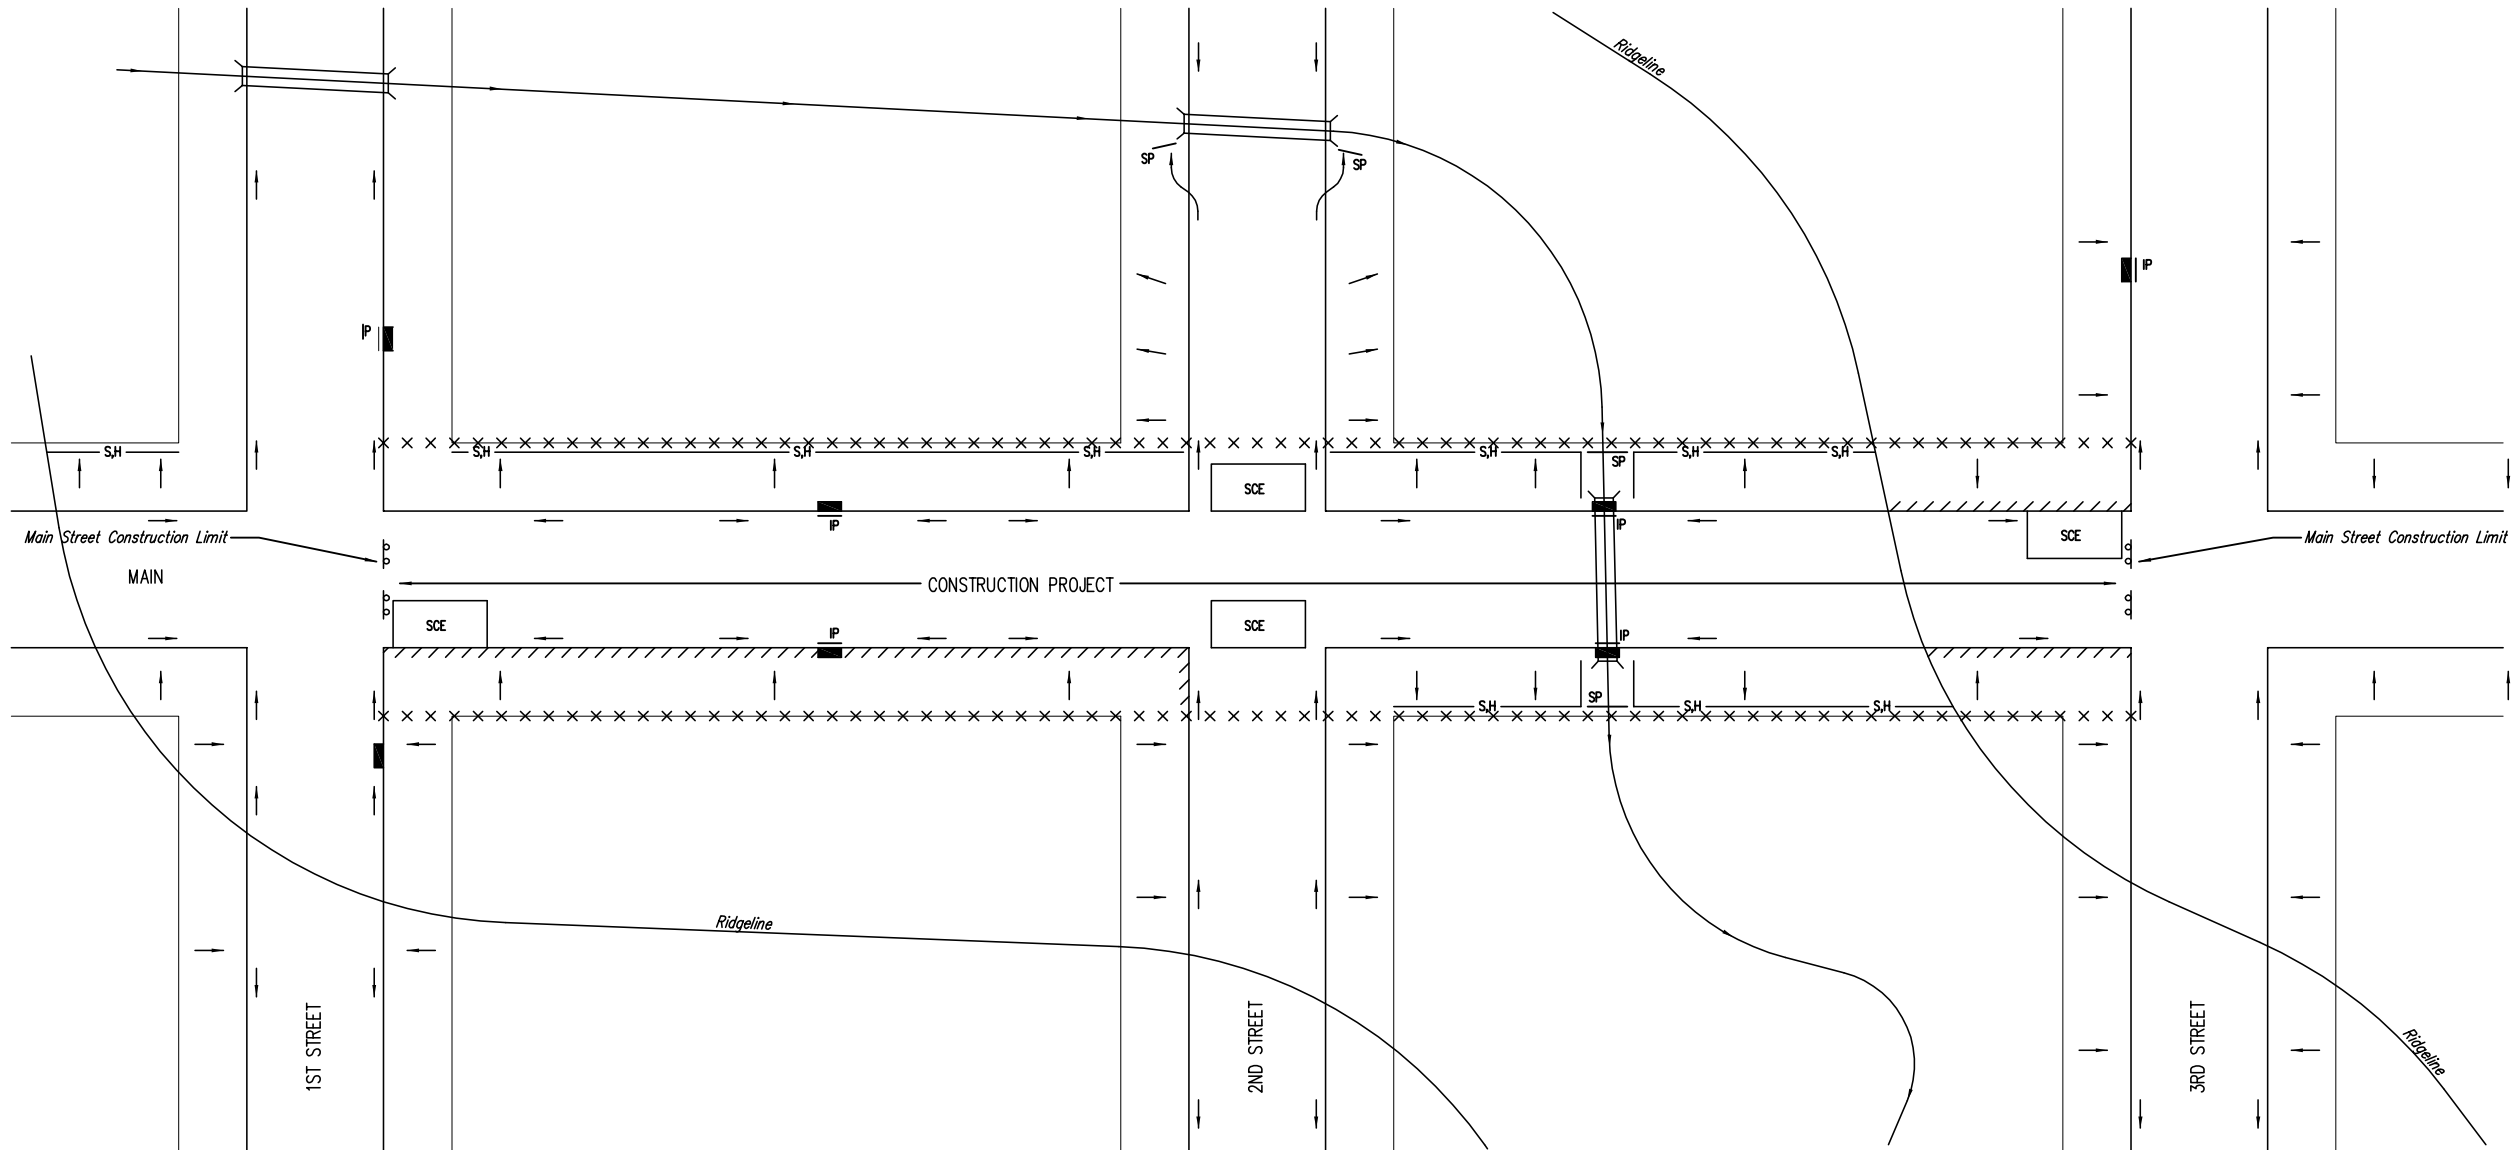 Ridgeline
SP
SP
IP
IP
S,H
S,H
S,H
S,H
S,H
SP
S,H
S,H
SCE
IP
IP
SCE
Main Street Construction Limit
Main Street Construction Limit
MAIN
CONSTRUCTION PROJECT
SCE
IP
SCE
IP
SP
S,H
S,H
S,H
Ridgeline
1ST STREET
2ND STREET
3RD STREET
Ridgeline